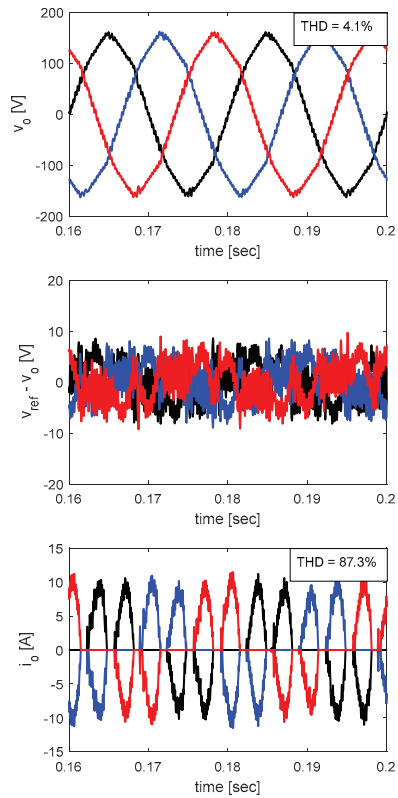 THD = 4.1%
200
100
0
-100
-200
v_o [V]
0.16 0.17 0.18 0.19 0.2
time [sec]
20
10
0
-10
-20
v_ref - v_o [V]
0.16 0.17 0.18 0.19 0.2
time [sec]
THD = 87.3%
15
10
5
0
-5
-10
-15
i_o [A]
0.16 0.17 0.18 0.19 0.2
time [sec]